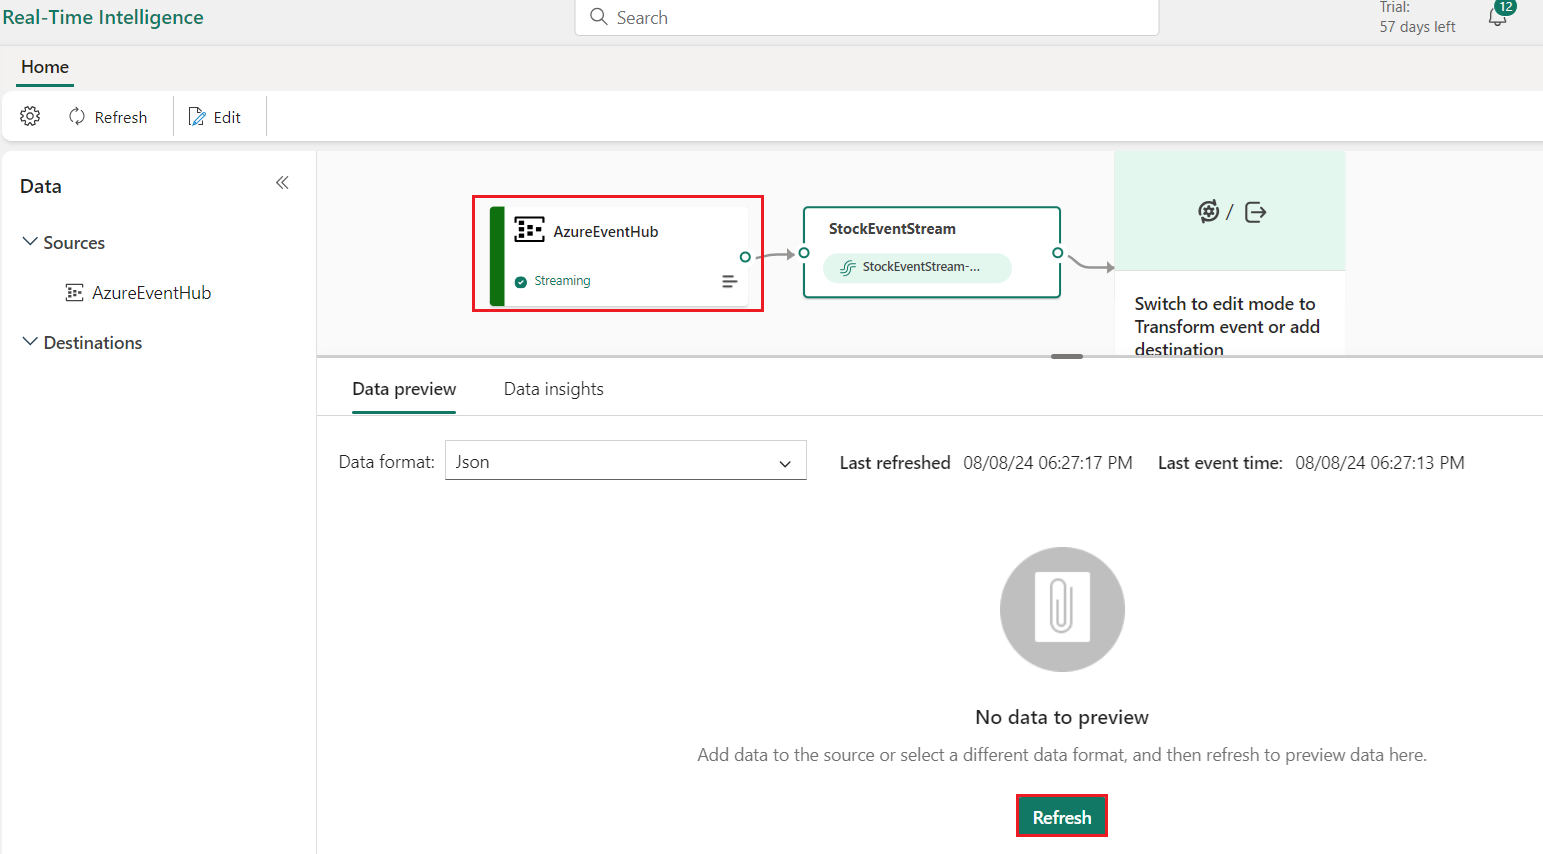 Real-Time Intelligence
Search
Trial:
57 days left
12
Home
Refresh
Edit
Data
Sources
AzureEventHub
Destinations
AzureEventHub
Streaming
StockEventStream
StockEventStream-...
/
Switch to edit mode to
Transform event or add
destination
Data preview
Data insights
Data format:
Json
Last refreshed 08/08/24 06:27:17 PM
Last event time: 08/08/24 06:27:13 PM
No data to preview
Add data to the source or select a different data format, and then refresh to preview data here.
Refresh